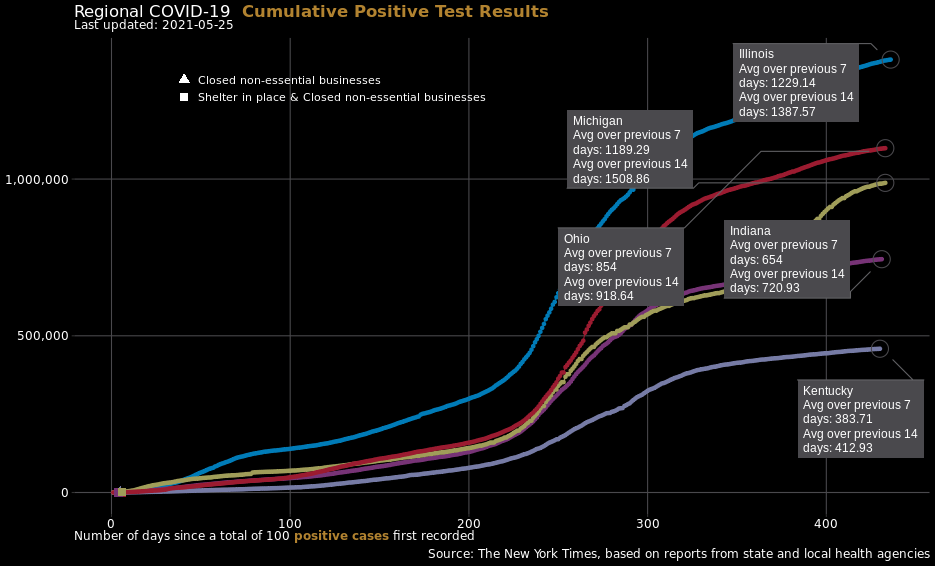 Regional COVID-19 Cumulative Positive Test Results
Last updated: 2021-05-25
Closed non-essential businesses
Shelter in place & Closed non-essential businesses
Illinois
Avg over previous 7
days: 1229.14
Avg over previous 14
days: 1387.57
Michigan
Avg over previous 7
days: 1189.29
Avg over previous 14
days: 1508.86
Ohio
Avg over previous 7
days: 854
Avg over previous 14
days: 918.64
Indiana
Avg over previous 7
days: 654
Avg over previous 14
days: 720.93
Kentucky
Avg over previous 7
days: 383.71
Avg over previous 14
days: 412.93
1,000,000
500,000
0
0 100 200 300 400
Number of days since a total of 100 positive cases first recorded
Source: The New York Times, based on reports from state and local health agencies